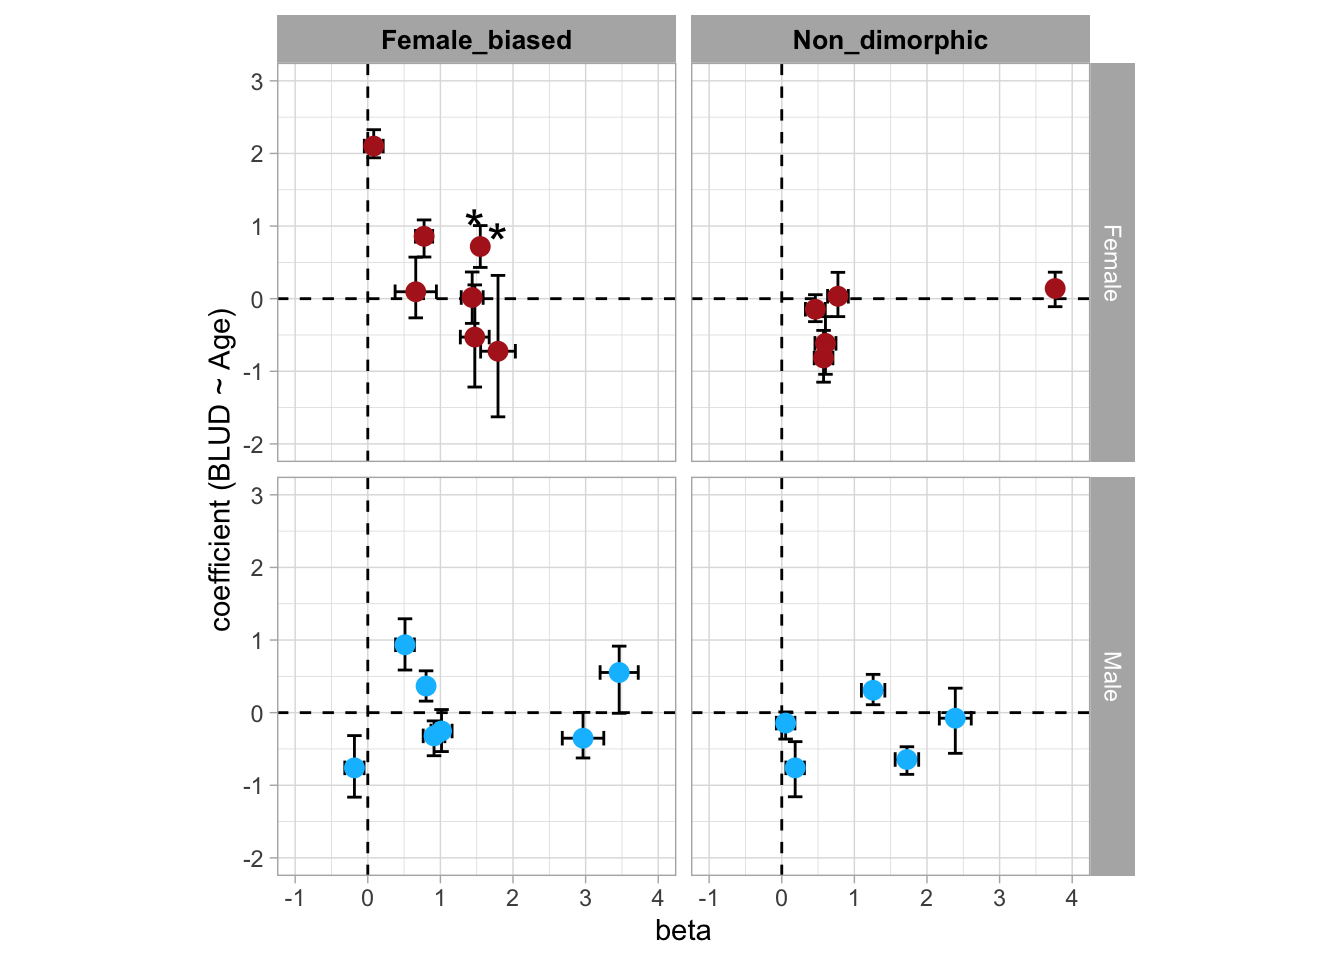 Female_biased
Non_dimorphic
3
2
1
0
-1
-2
* *
Female
3
2
1
0
-1
-2
Male
coefficient (BLUD ~ Age)
-1 0 1 2 3 4
-1 0 1 2 3 4
beta